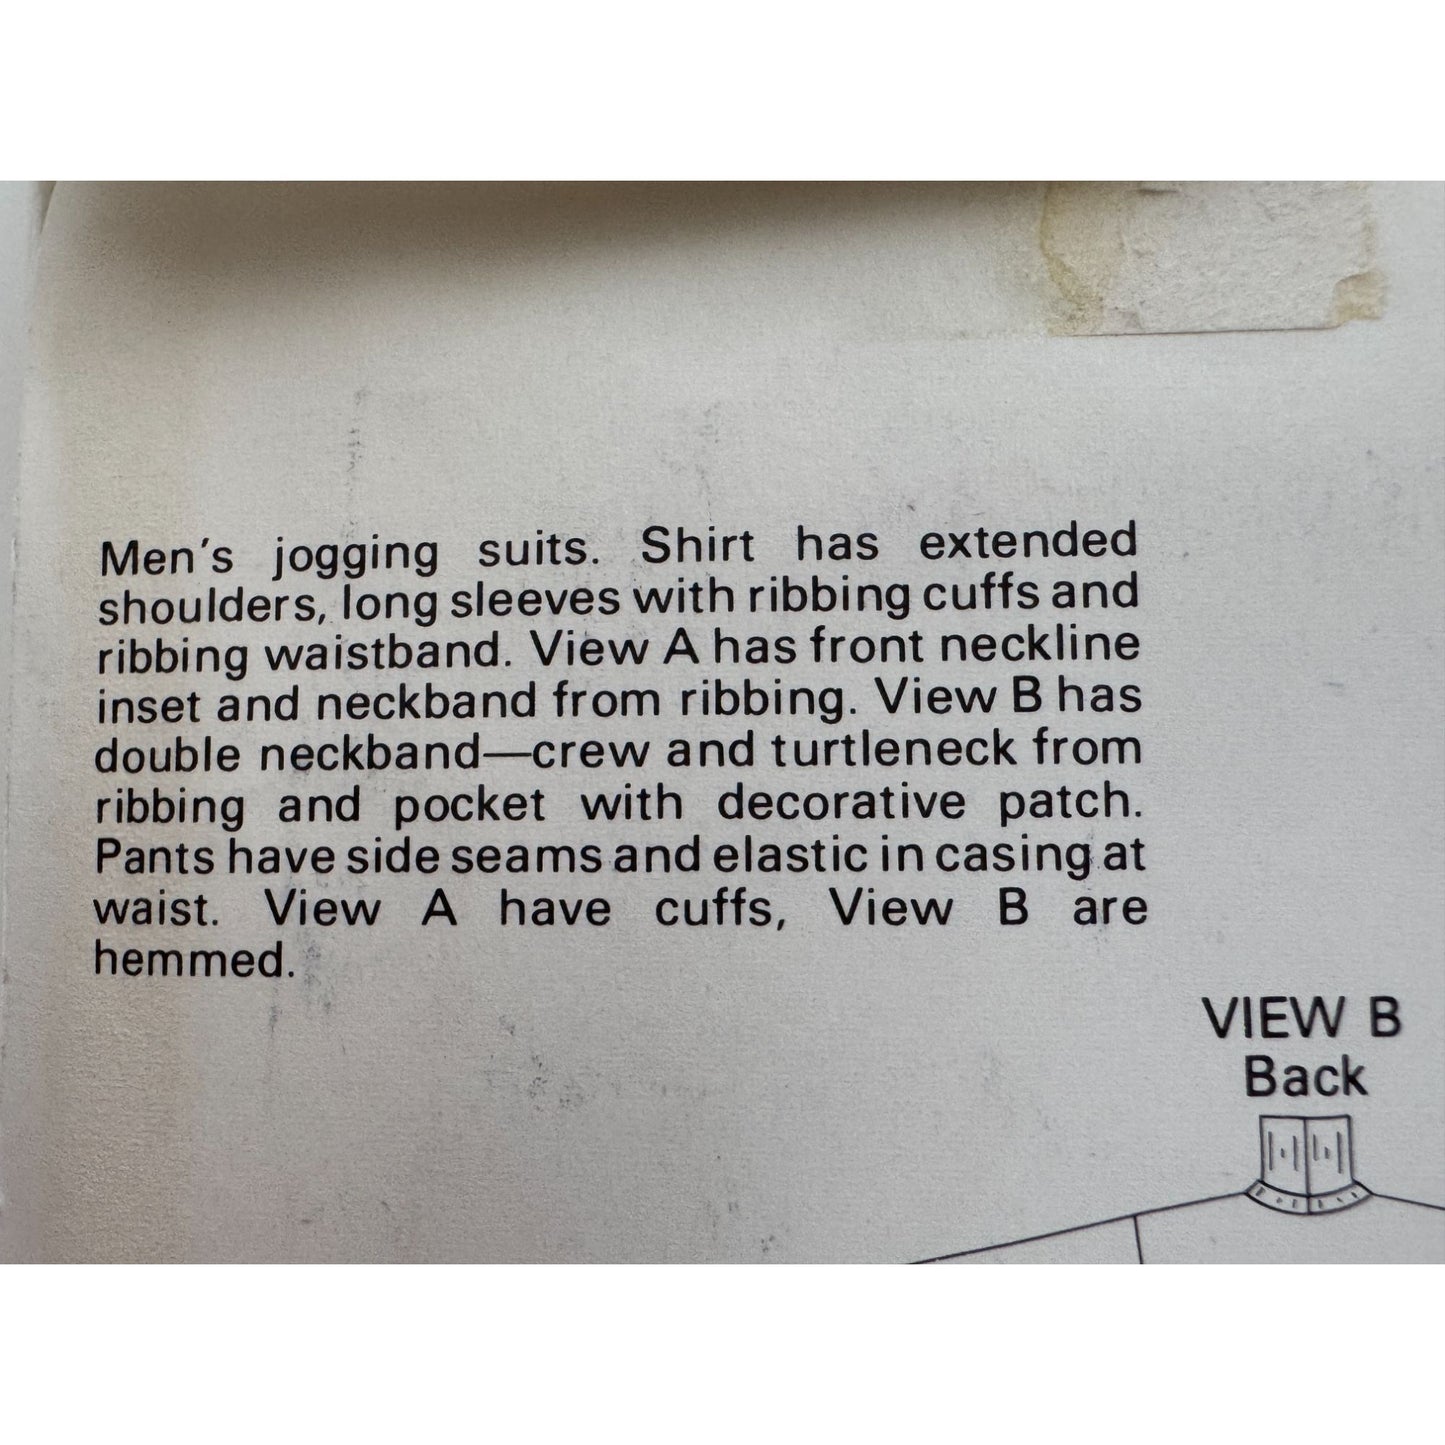 Men's jogging suits. Shirt has extended
shoulders, long sleeves with ribbing cuffs and
ribbing waistband. View A has front neckline
inset and neckband from ribbing. View B has
double neckband—crew and turtleneck from
ribbing and pocket with decorative patch.
Pants have side seams and elastic in casing at
waist. View A have cuffs, View B are
hemmed.
VIEW B
Back